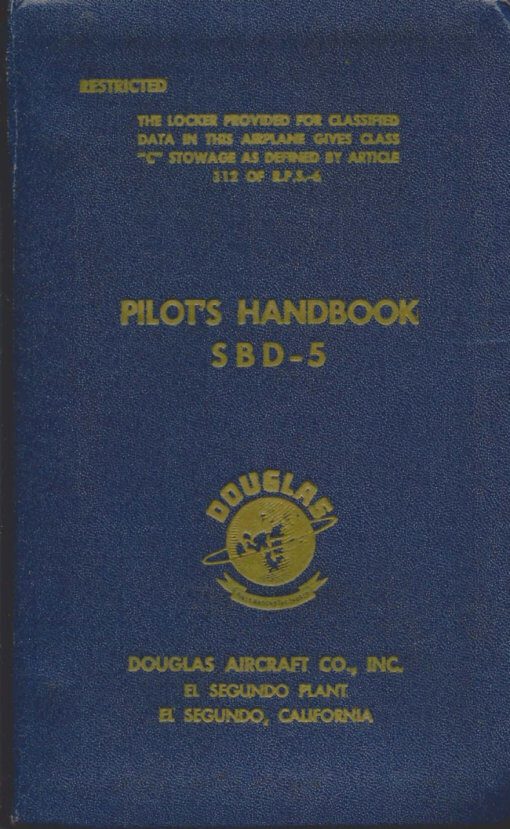 RESTRICTED
THE LOCKER PROVIDED FOR CLASSIFIED
DATA IN THIS AIRPLANE GIVES CLASS
"C" STOWAGE AS DEFINED BY ARTICLE
312 OF R.P.S.-6
PILOT'S HANDBOOK
SBD-5
DOUGLAS
DOUGLAS AIRCRAFT CO., INC.
EL SEGUNDO PLANT
EL SEGUNDO, CALIFORNIA